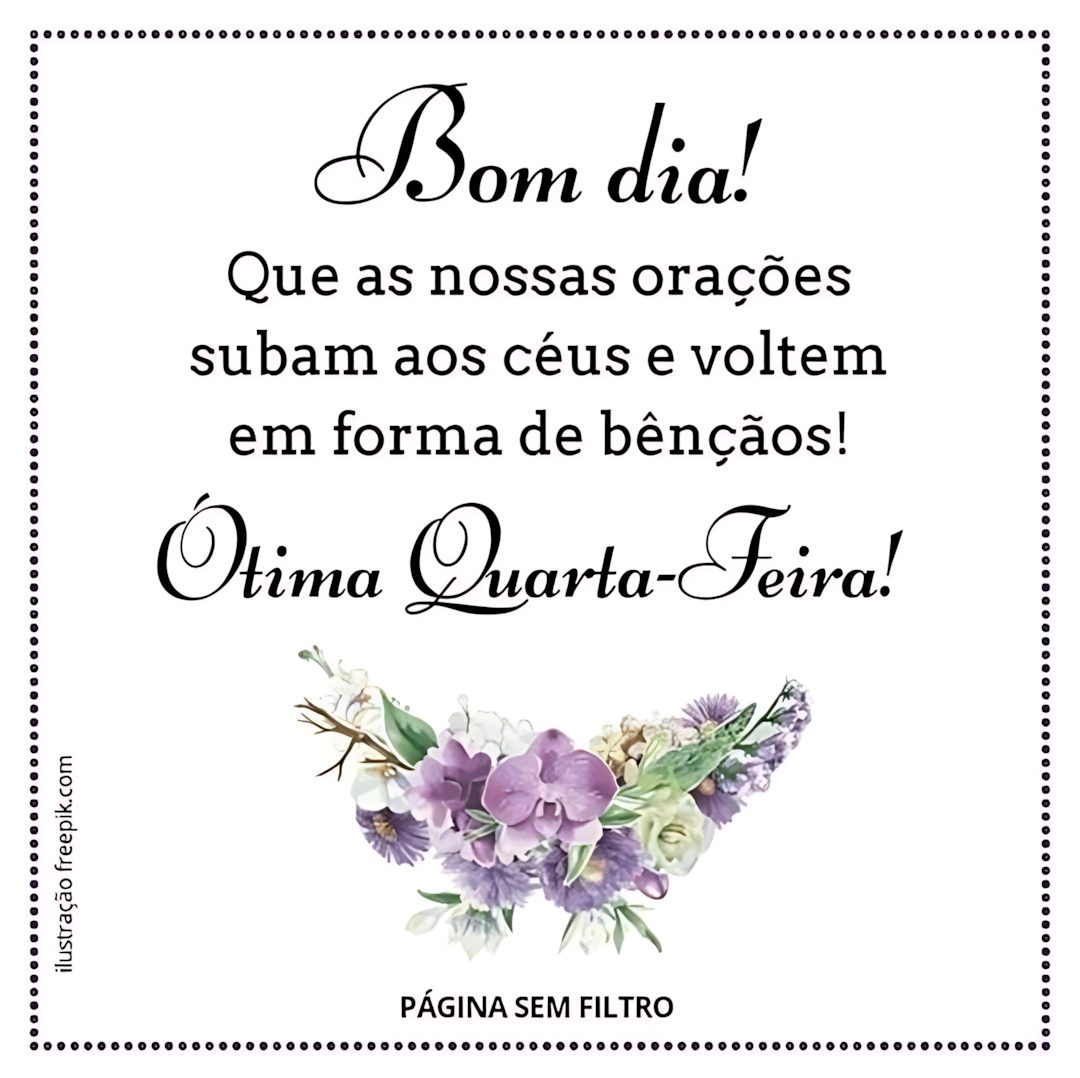 Bom dia!
Que as nossas orações
subam aos céus e voltem
em forma de bênçãos!
Ótima Quarta-Feira!
ilustração freepik.com
PÁGINA SEM FILTRO